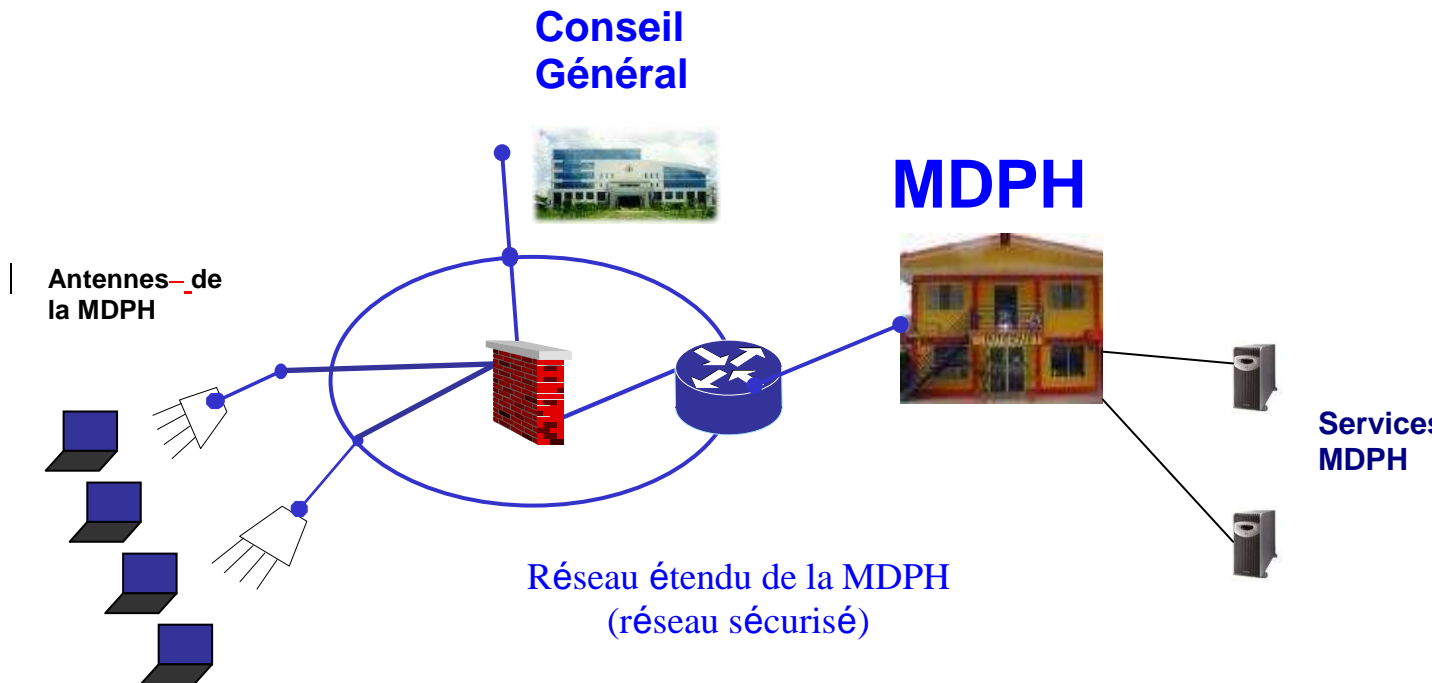 Conseil
Général
MDPH
Antennes– de
la MDPH
Services
MDPH
Réseau étendu de la MDPH
(réseau sécurisé)